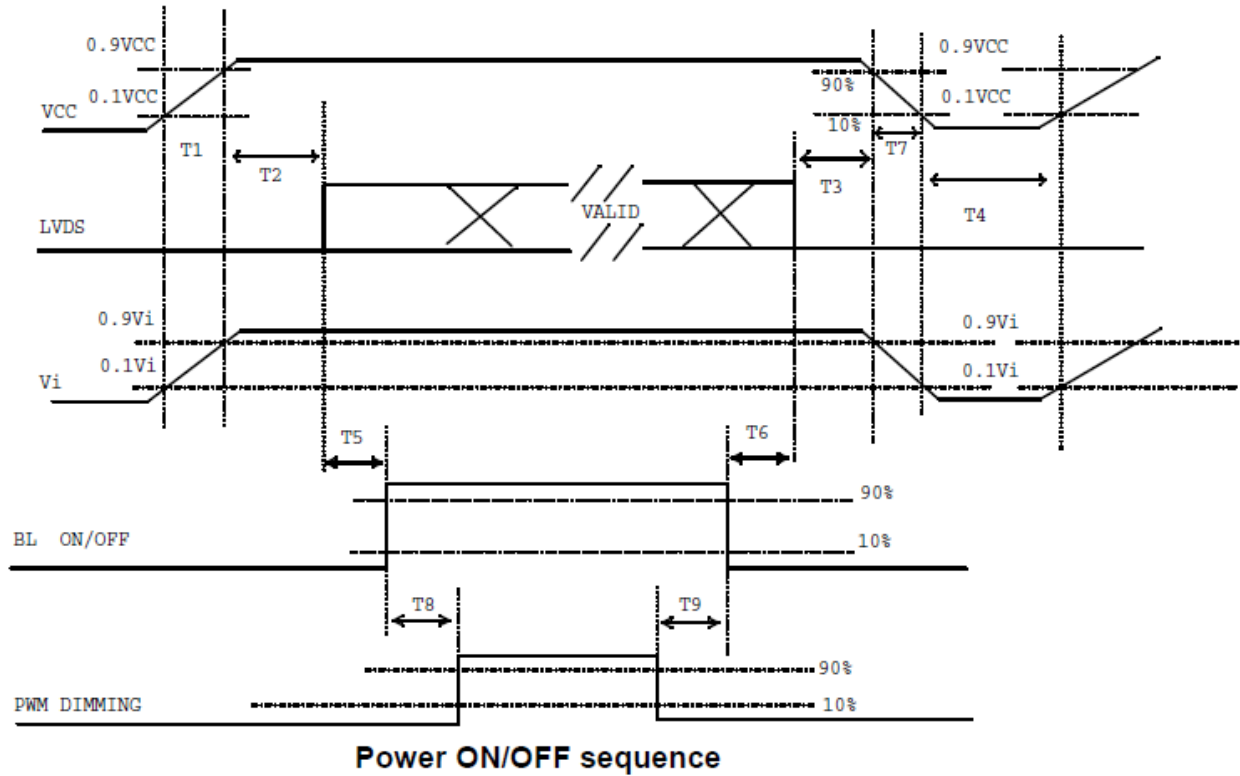 0.9VCC
0.9VCC
90%
0.1VCC
0.1VCC
VCC
10%
T1
T2
T3
T7
T4
VALID
LVDS
0.9Vi
0.9Vi
0.1Vi
0.1Vi
Vi
T5
T6
90%
BL ON/OFF
10%
T8
T9
90%
PWM DIMMING
10%
Power ON/OFF sequence